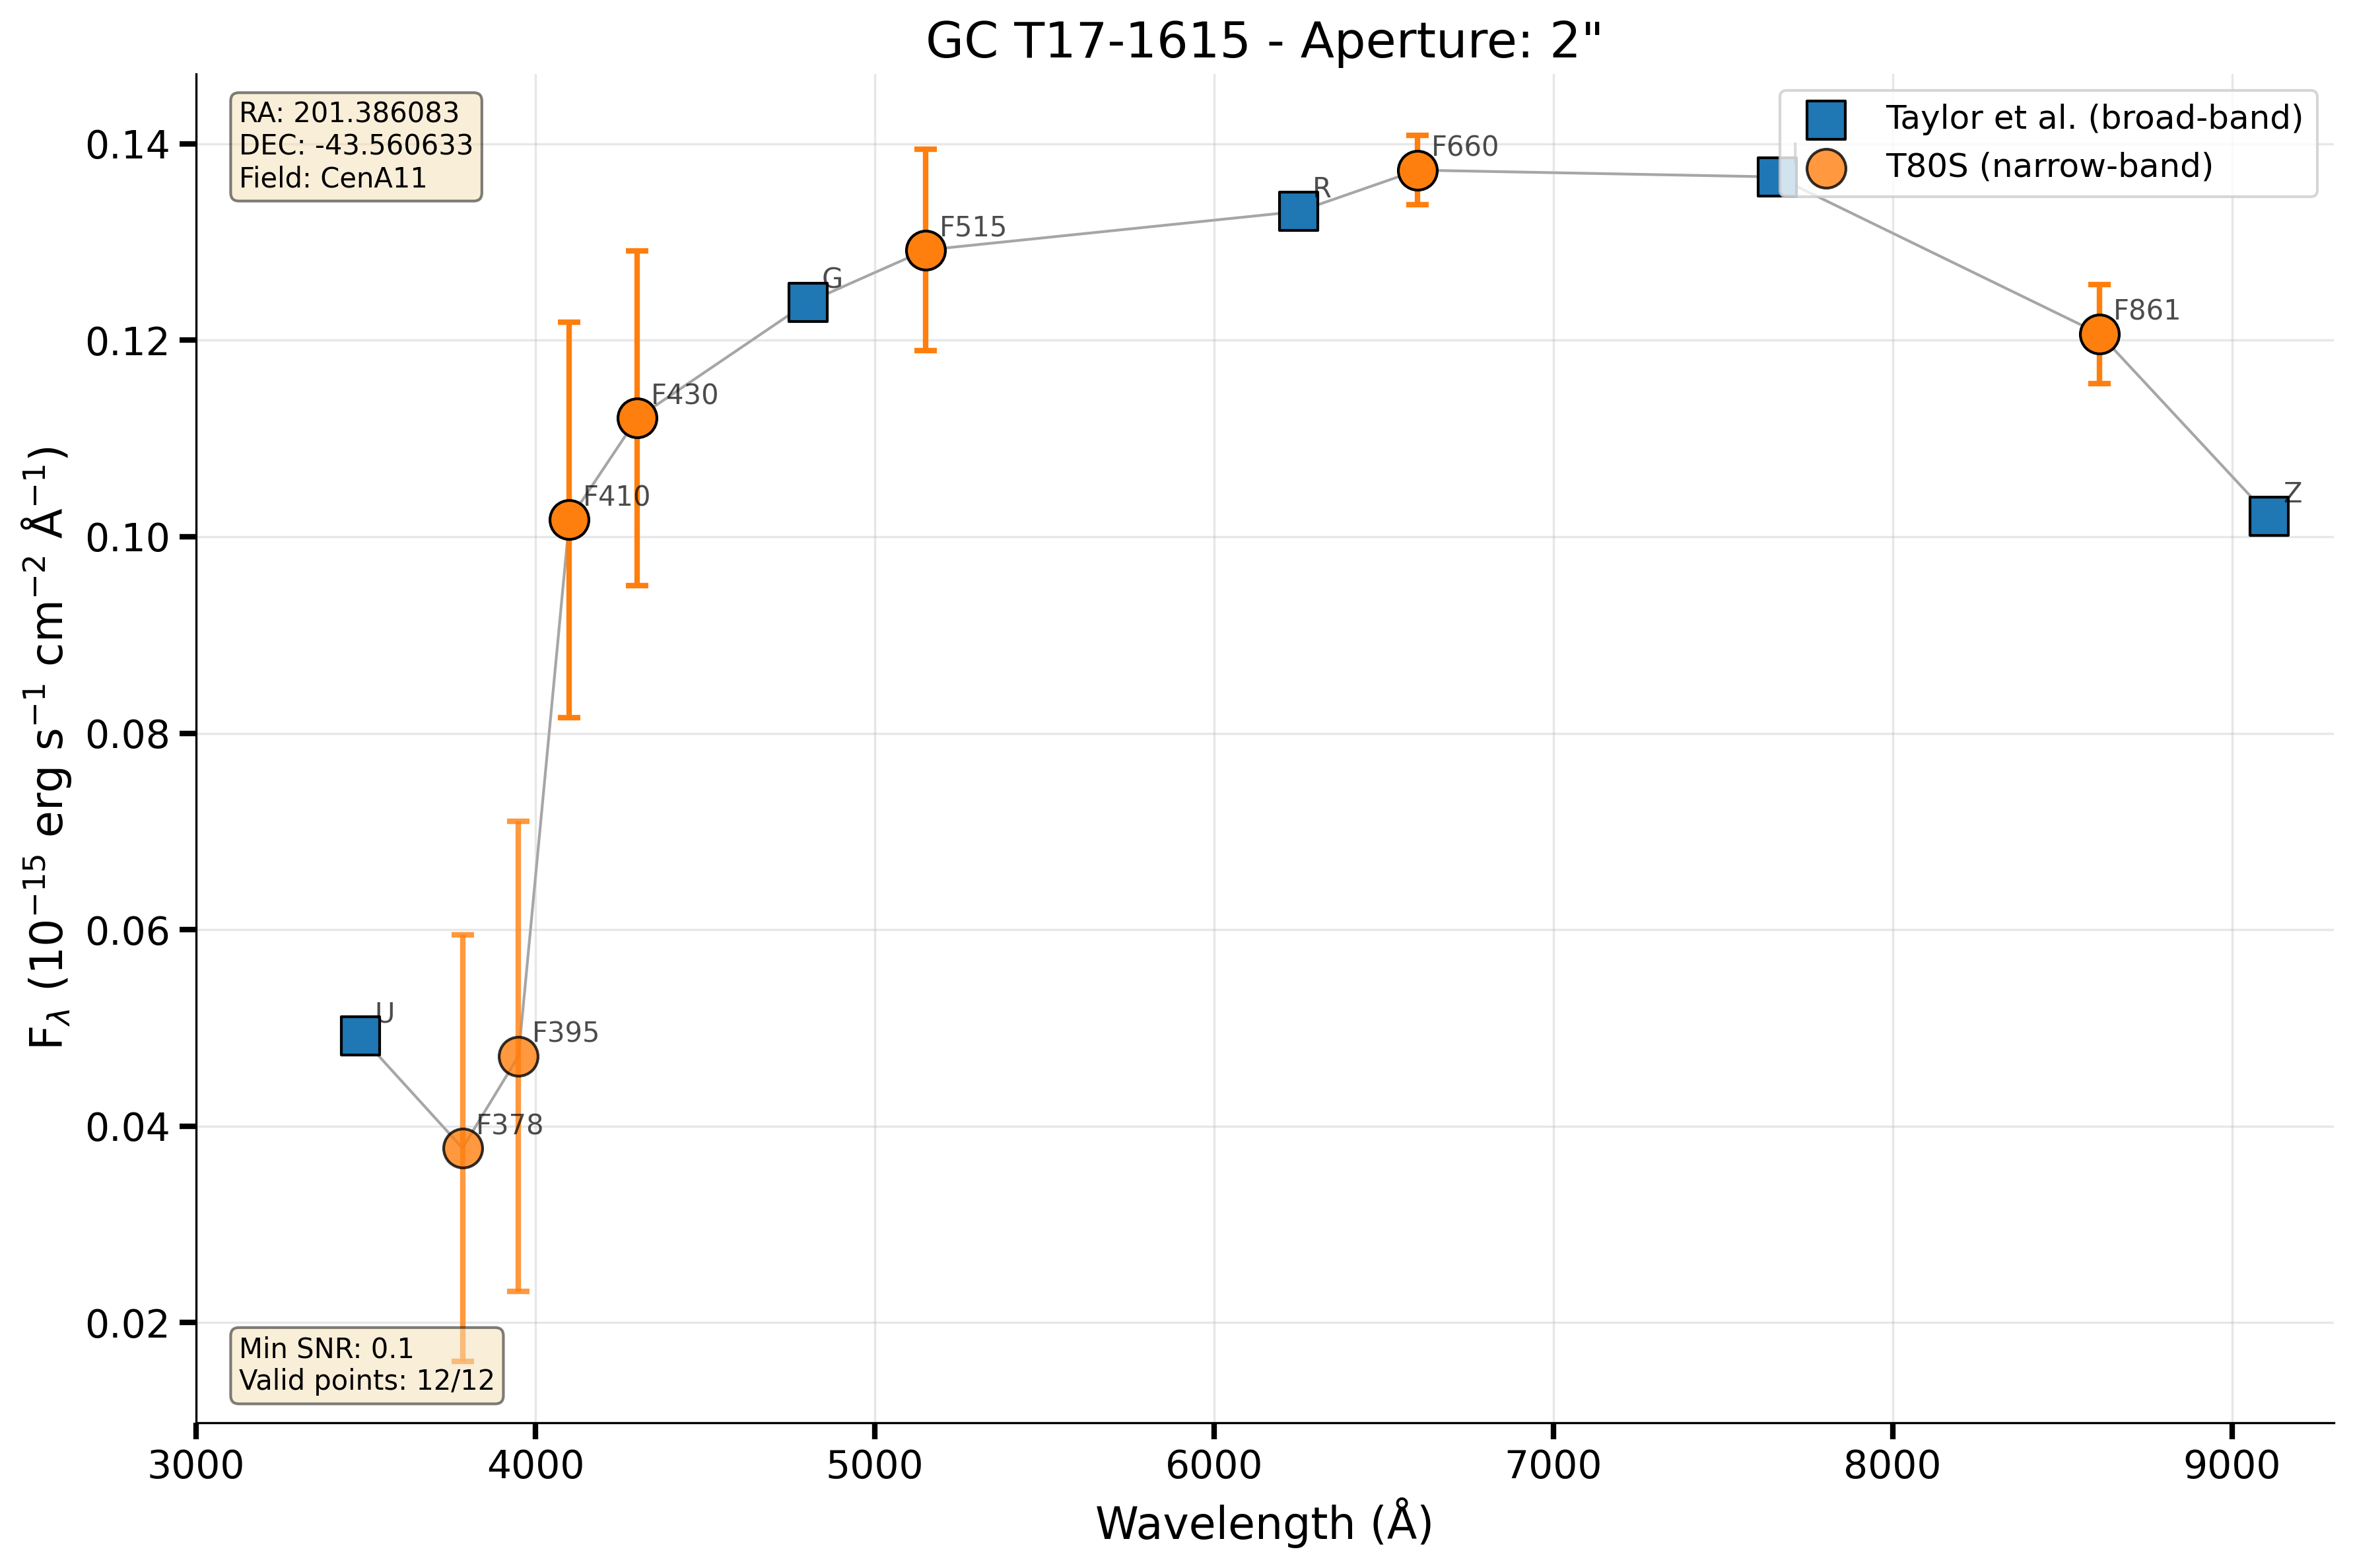 GC T17-1615 - Aperture: 2"
RA: 201.386083
DEC: -43.560633
Field: CenA11
Taylor et al. (broad-band)
T80S (narrow-band)
F660
R
F515
G
F861
F430
F410
Z
U
F395
F378
Min SNR: 0.1
Valid points: 12/12
0.14
0.12
0.10
0.08
0.06
0.04
0.02
3000 4000 5000 6000 7000 8000 9000
Wavelength (Å)
F$_λ$ (10$^{−15}$ erg s$^{−1}$ cm$^{−2}$ Å$^{−1}$)